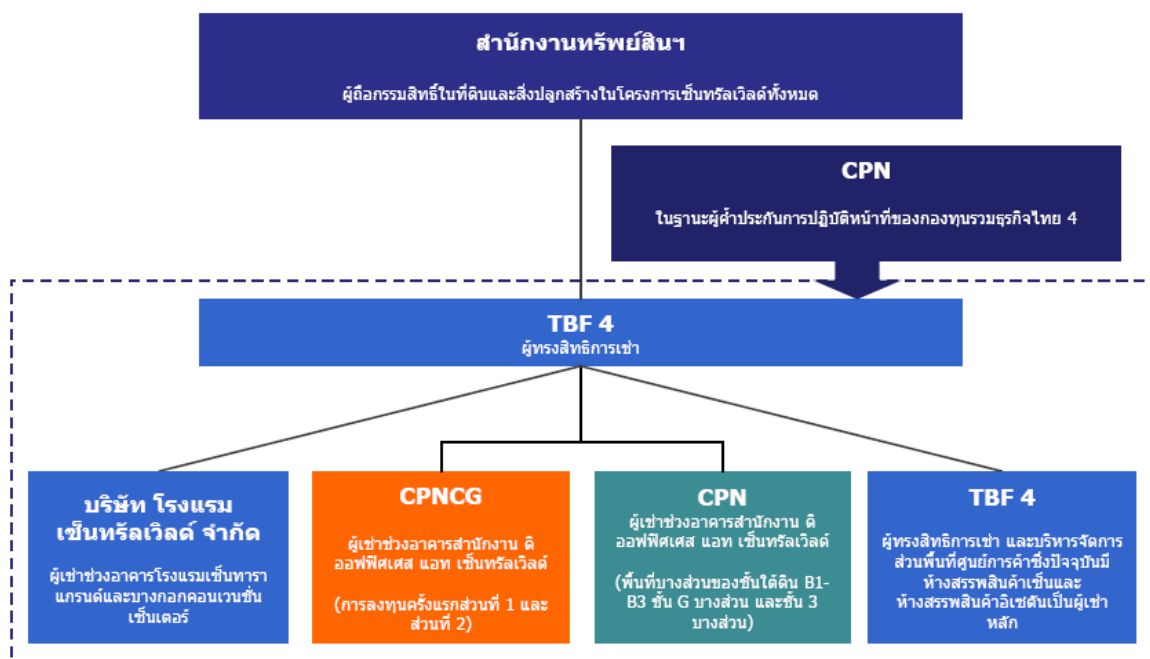 สำนักงานทรัพย์สินฯ
ผู้ถือกรรมสิทธิ์ในที่ดินและสิ่งปลูกสร้างในโครงการเซ็นทรัลเวิลด์ทั้งหมด
CPN
ในฐานะผู้ค้ำประกันการปฏิบัติหน้าที่ของกองทุนรวมธุรกิจไทย 4
TBF 4
ผู้ทรงสิทธิการเช่า
บริษัท โรงแรม
เซ็นทรัลเวิลด์ จำกัด
ผู้เช่าช่วงอาคารโรงแรมเซ็นทารา
แกรนด์และบางกอกคอนเวนชั่น
เซ็นเตอร์
CPNCG
ผู้เช่าช่วงอาคารสำนักงาน ดิ
ออฟฟิศเศส แอท เซ็นทรัลเวิลด์
(การลงทุนครั้งแรกส่วนที่ 1 และ
ส่วนที่ 2)
CPN
ผู้เช่าช่วงอาคารสำนักงาน ดิ
ออฟฟิศเศส แอท เซ็นทรัลเวิลด์
(พื้นที่บางส่วนของชั้นใต้ดิน B1-
B3 ชั้น G บางส่วน และชั้น 3
บางส่วน)
TBF 4
ผู้ทรงสิทธิการเช่า และบริหารจัดการ
ส่วนพื้นที่ศูนย์การค้าซึ่งปัจจุบันมี
ห้างสรรพสินค้าเซ็นและ
ห้างสรรพสินค้าอิเซตันเป็นผู้เช่า
หลัก